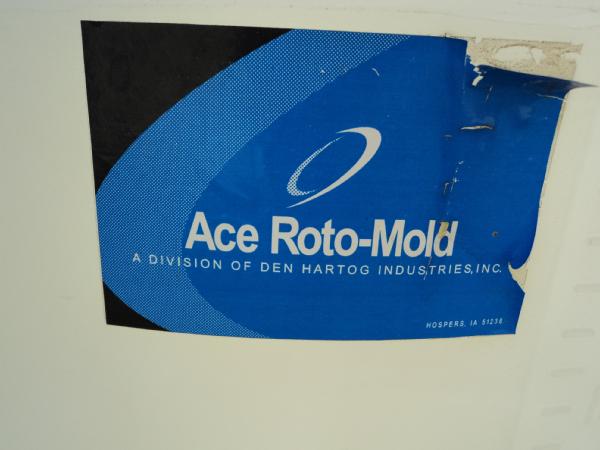 Ace Roto-Mold
A DIVISION OF DEN HARTOG INDUSTRIES, INC.
HOSPERS, IA 51238